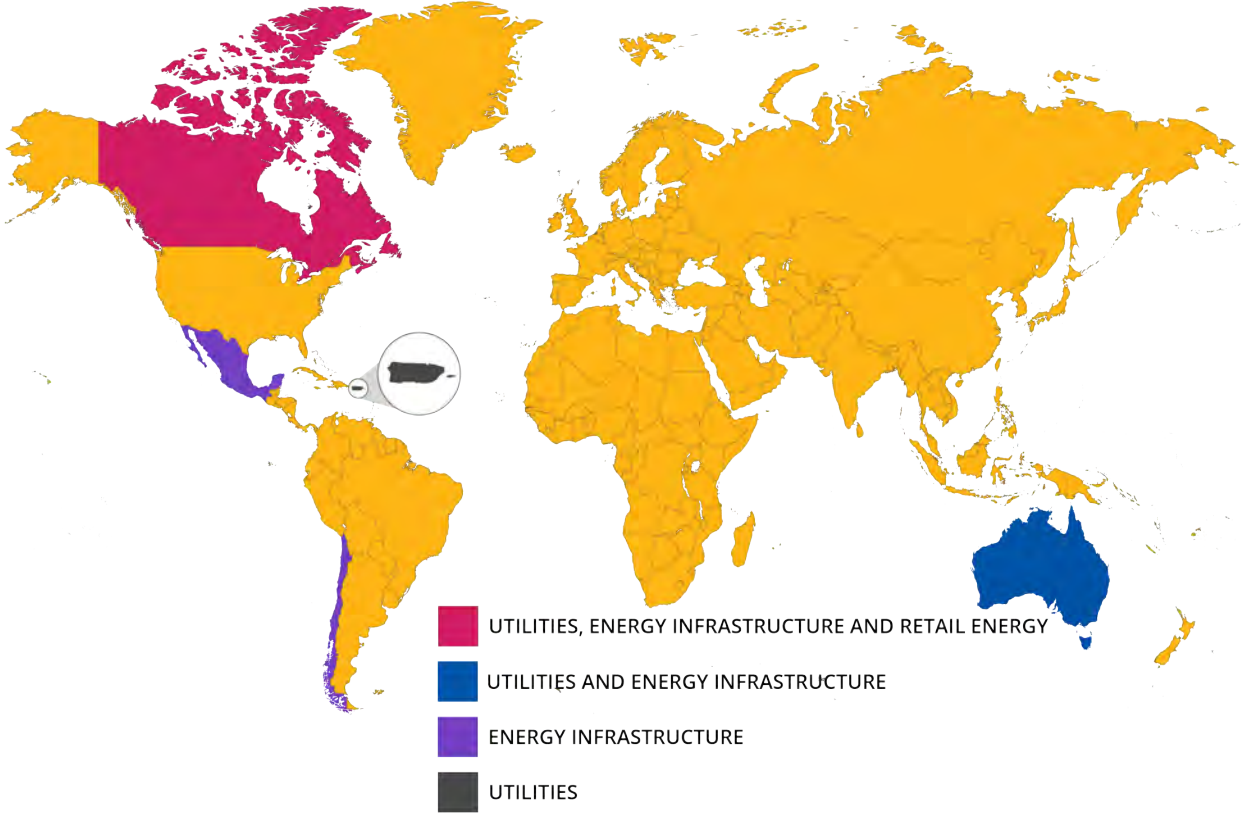 UTILITIES, ENERGY INFRASTRUCTURE AND RETAIL ENERGY
UTILITIES AND ENERGY INFRASTRUCTURE
ENERGY INFRASTRUCTURE
UTILITIES